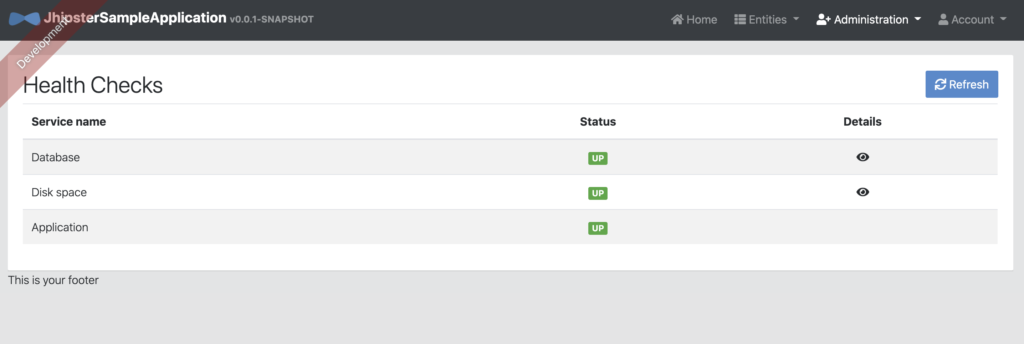 JhipsterSampleApplication v0.0.1-SNAPSHOT
Home Entities Administration Account
Development
Health Checks
Refresh
Service name Status Details
Database UP
Disk space UP
Application UP
This is your footer